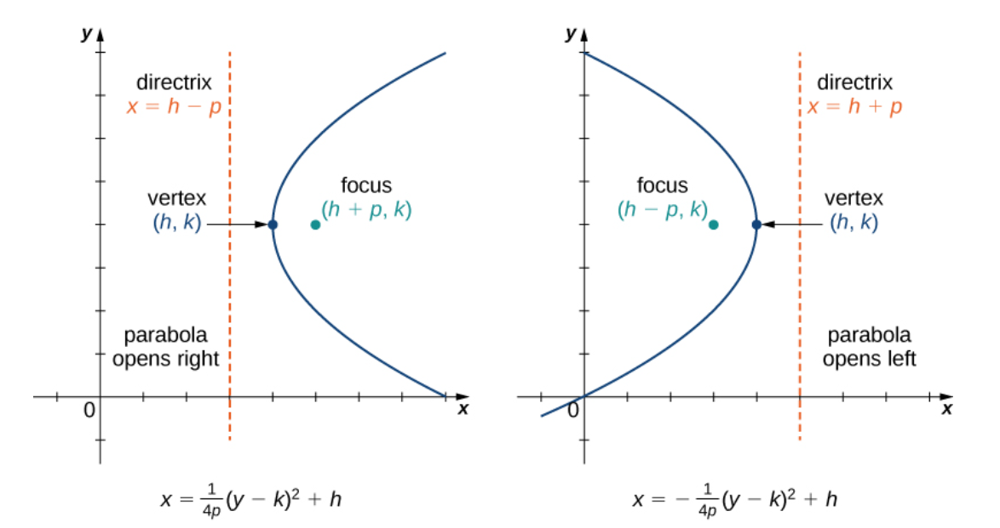 y
directrix
x = h − p
focus
(h + p, k)
vertex
(h, k)
parabola
opens right
0
x
x = 1/4p (y − k)² + h
y
directrix
x = h + p
focus
(h − p, k)
vertex
(h, k)
parabola
opens left
0
x
x = − 1/4p (y − k)² + h